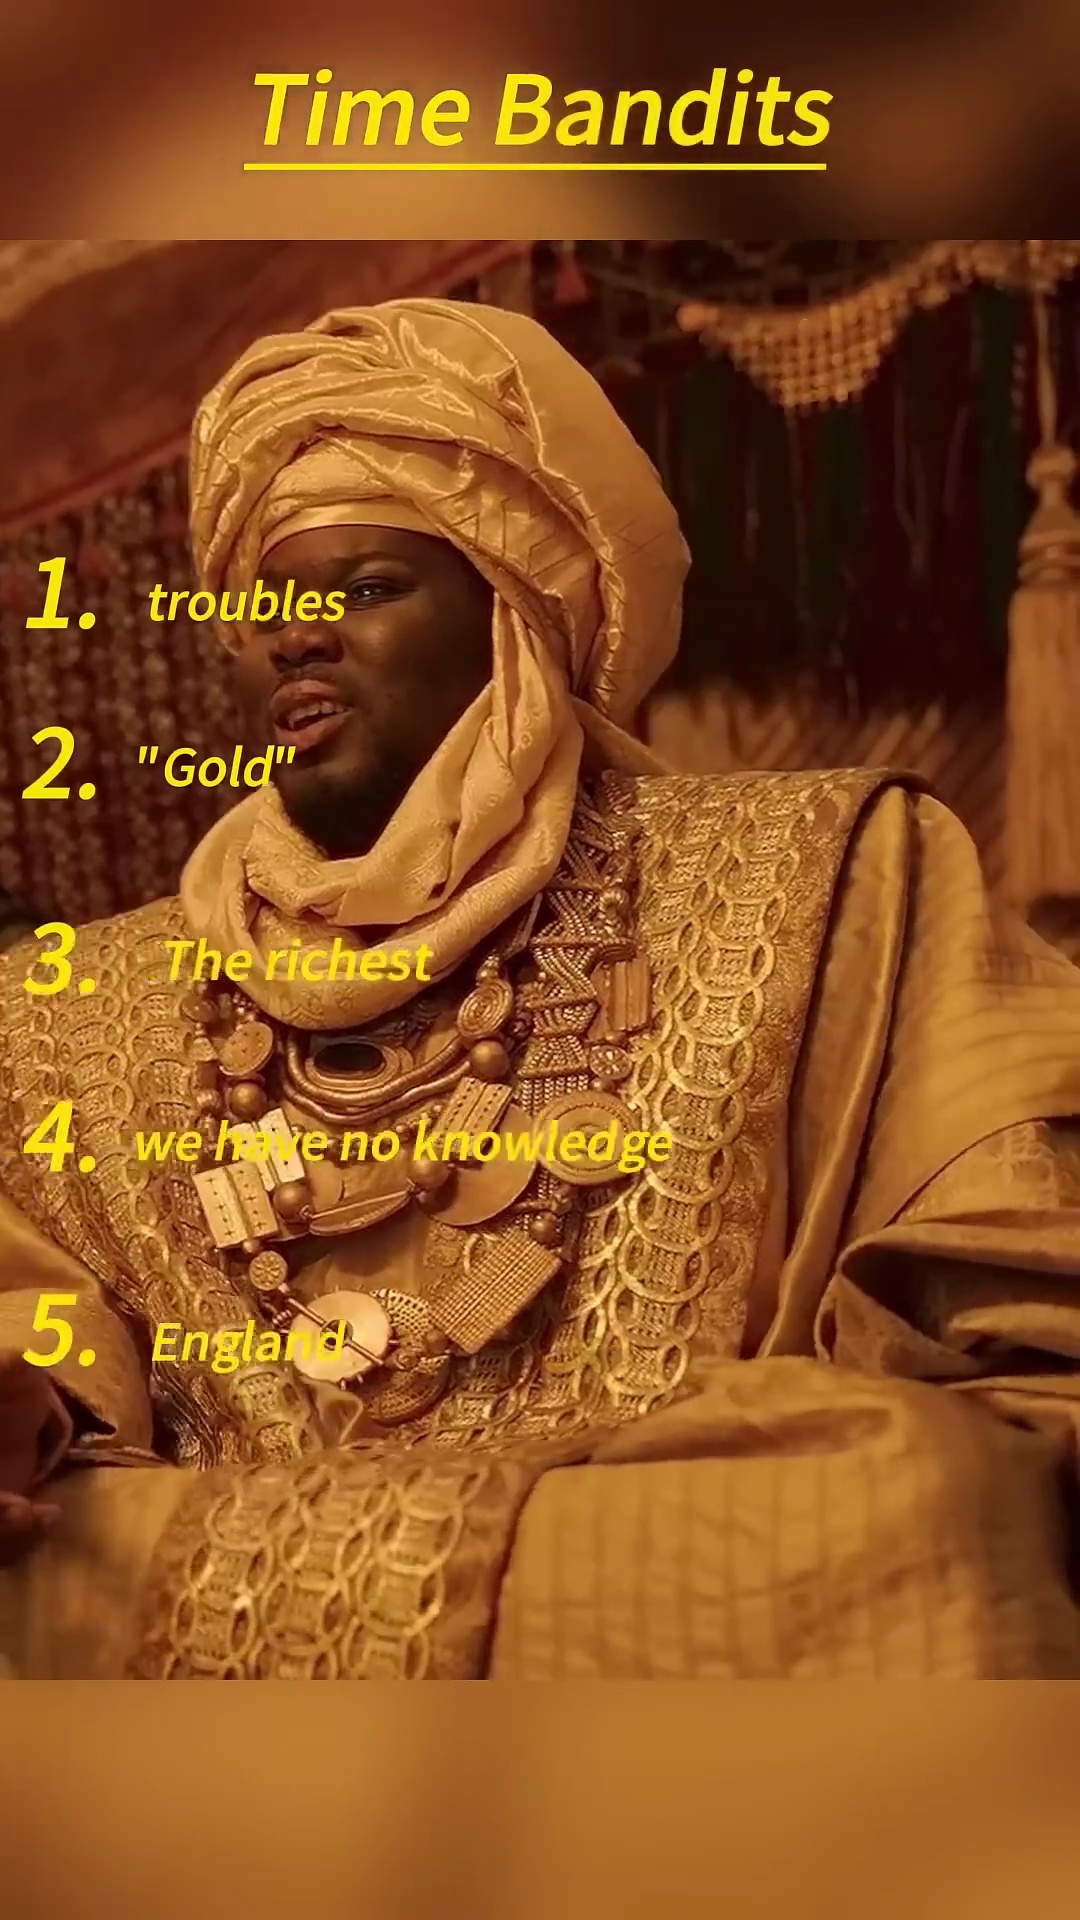 Time Bandits
1. troubles
2. "Gold"
3. The richest
4. we have no knowledge
5. England